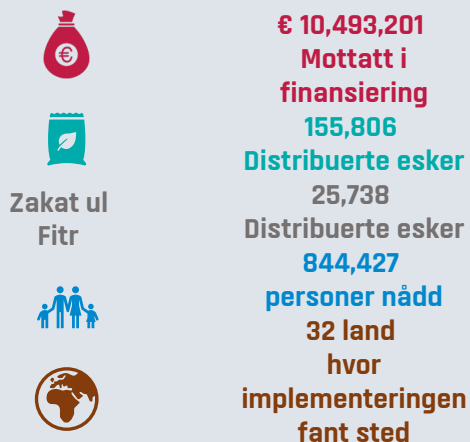 € 10,493,201
Mottatt i
finansiering
155,806
Distribuerte esker
Zakat ul
Fitr
25,738
Distribuerte esker
844,427
personer nådd
32 land
hvor
implementeringen
fant sted